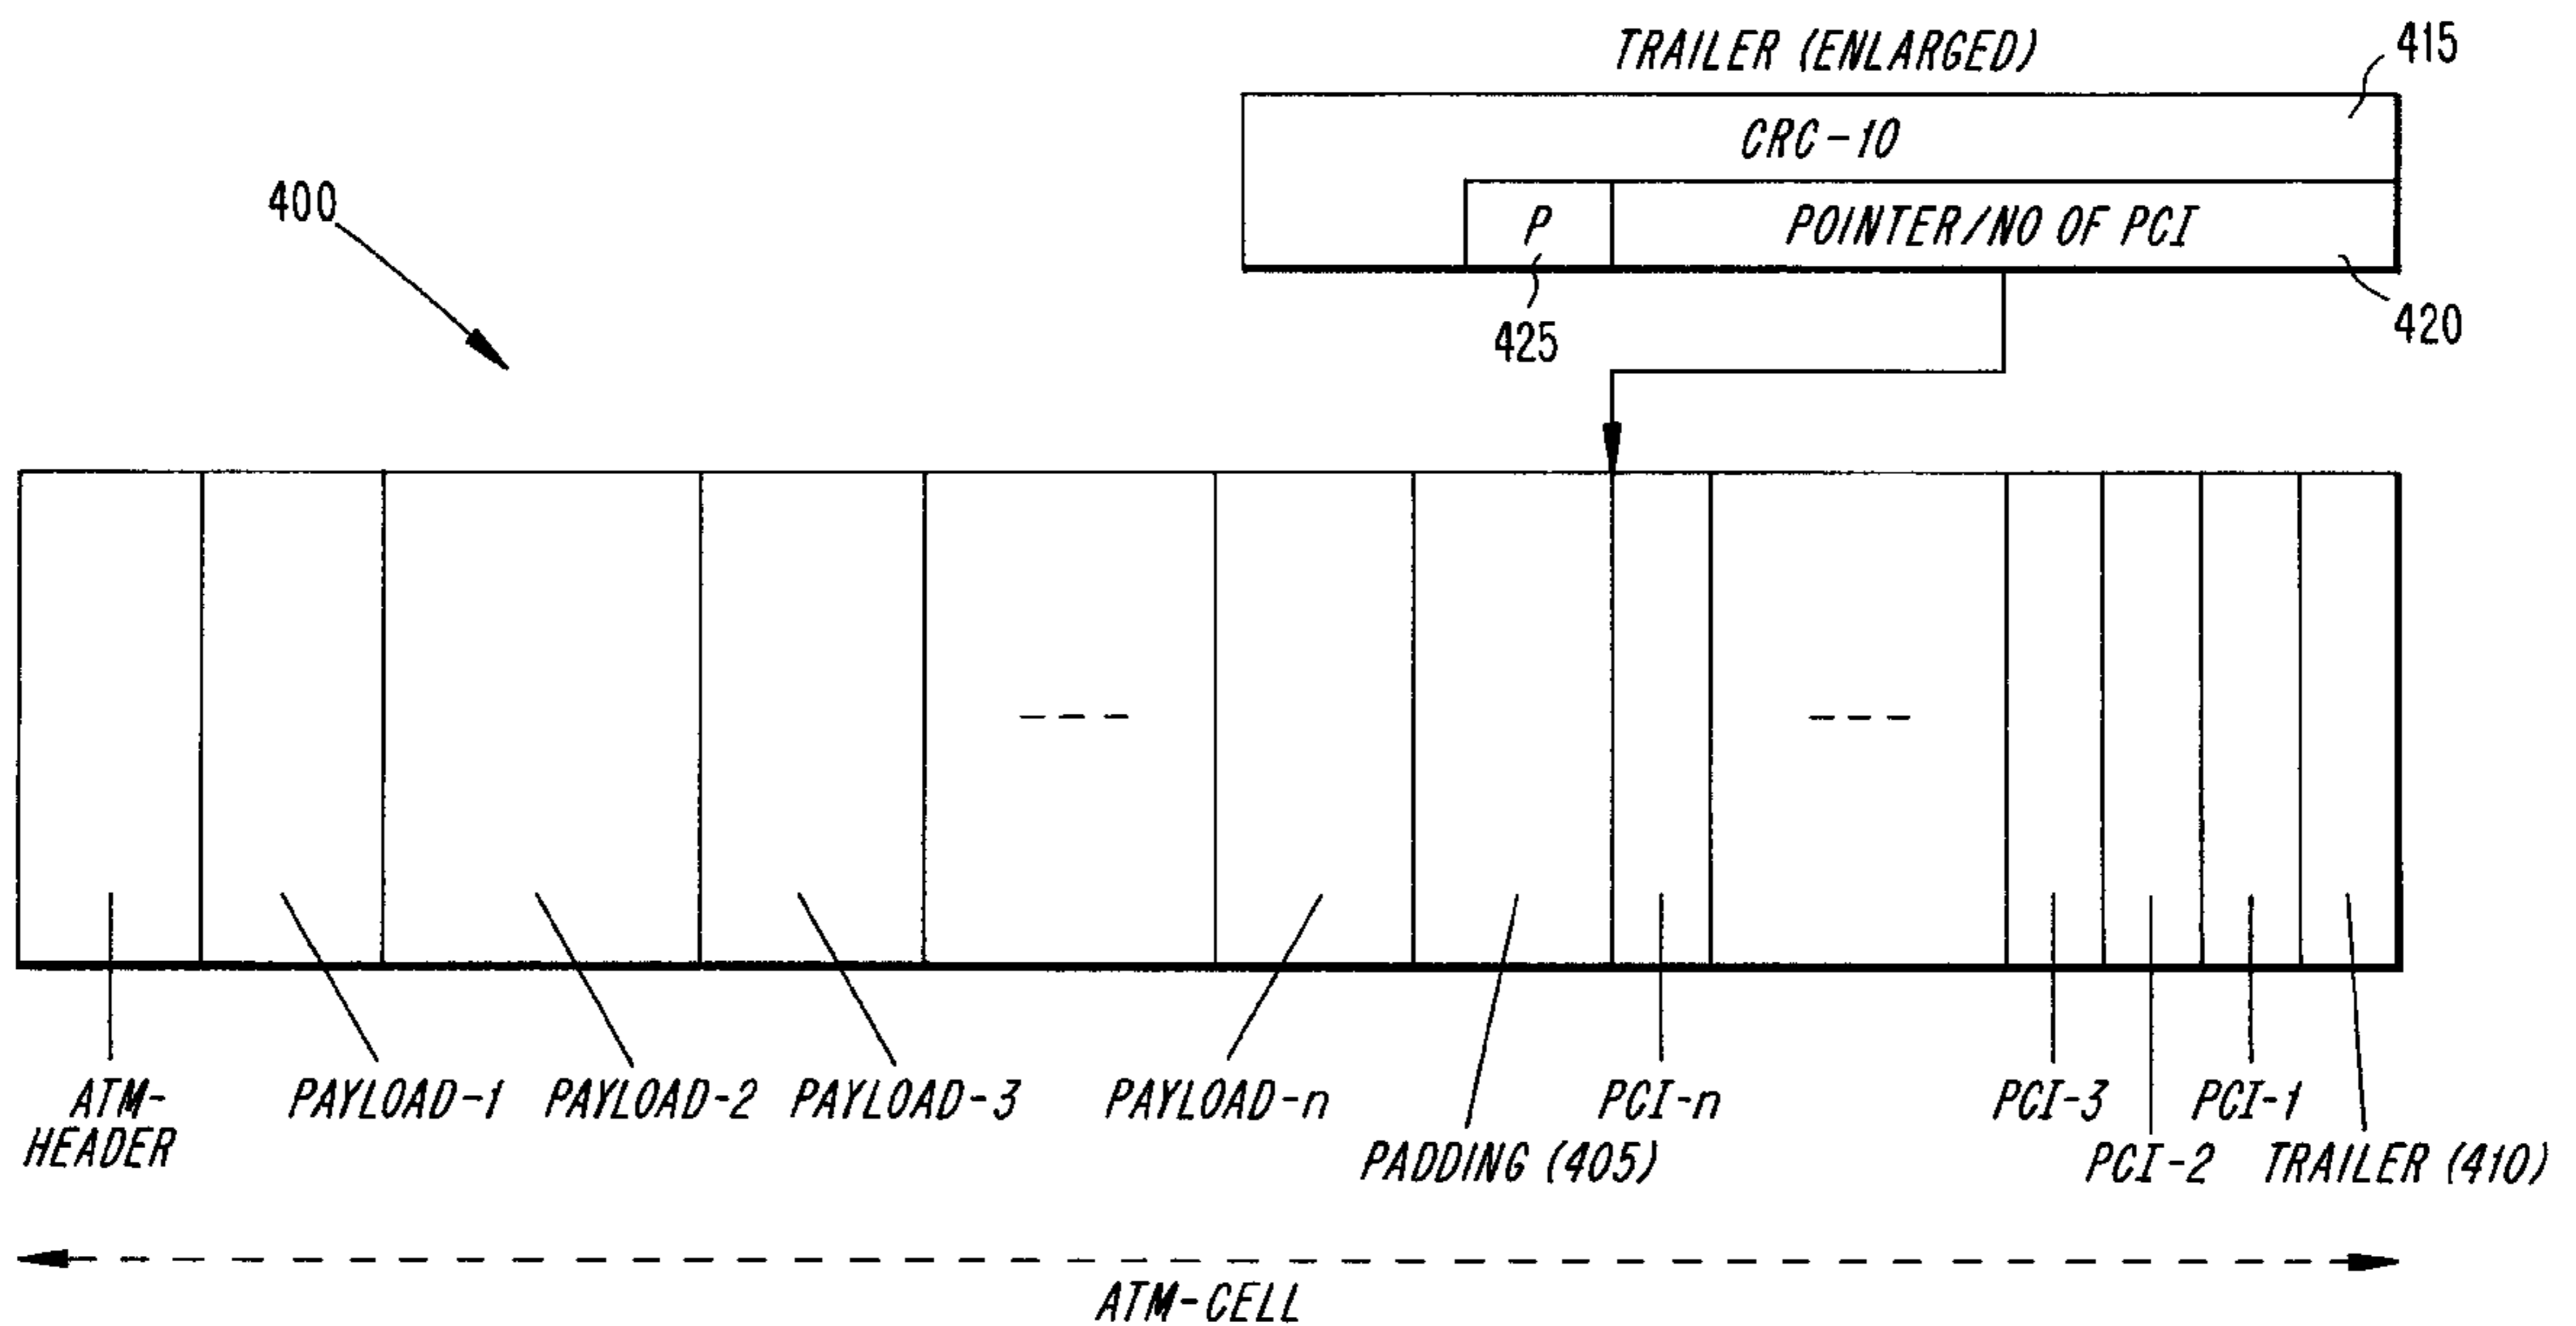 TRAILER (ENLARGED)
415
CRC-10
400
P
POINTER/NO OF PCI
425
420
ATM-
HEADER
PAYLOAD-1
PAYLOAD-2
PAYLOAD-3
PAYLOAD-n
PADDING (405)
PCI-n
PCI-3
PCI-2
PCI-1
TRAILER (410)
ATM-CELL